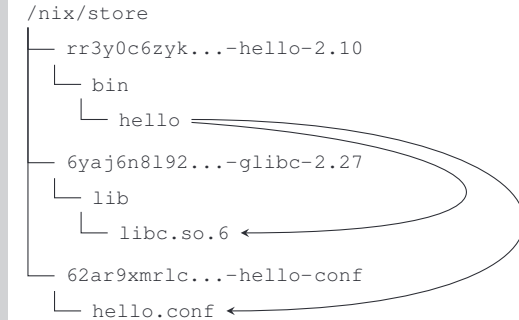 /nix/store
rr3y0c6zyk...-hello-2.10
bin
hello
6yaj6n8l92...-glibc-2.27
lib
libc.so.6
62ar9xmrlc...-hello-conf
hello.conf